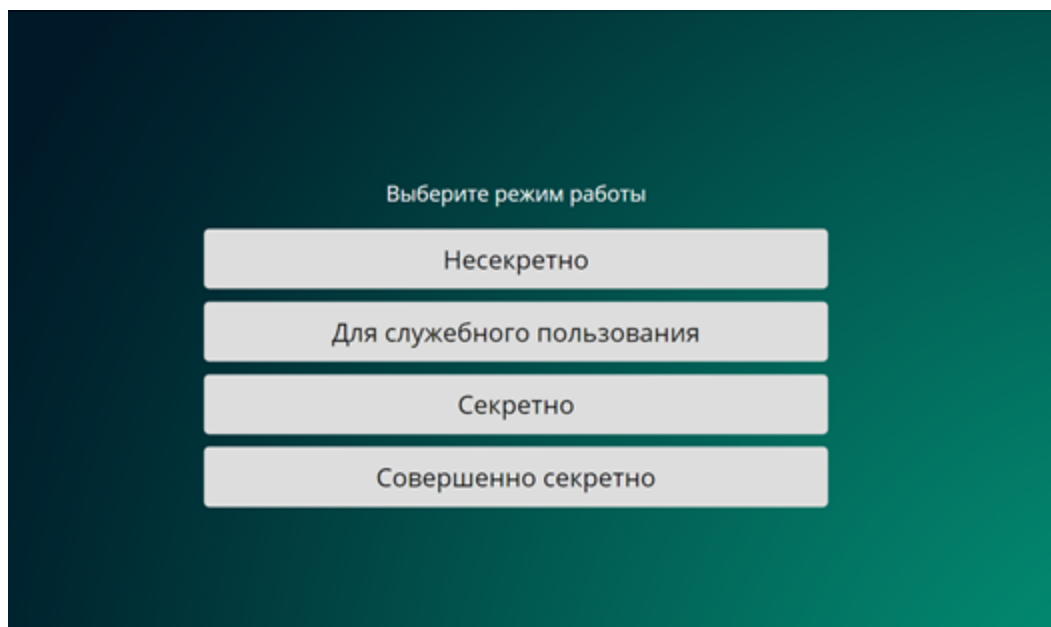 Выберите режим работы
Несекретно
Для служебного пользования
Секретно
Совершенно секретно